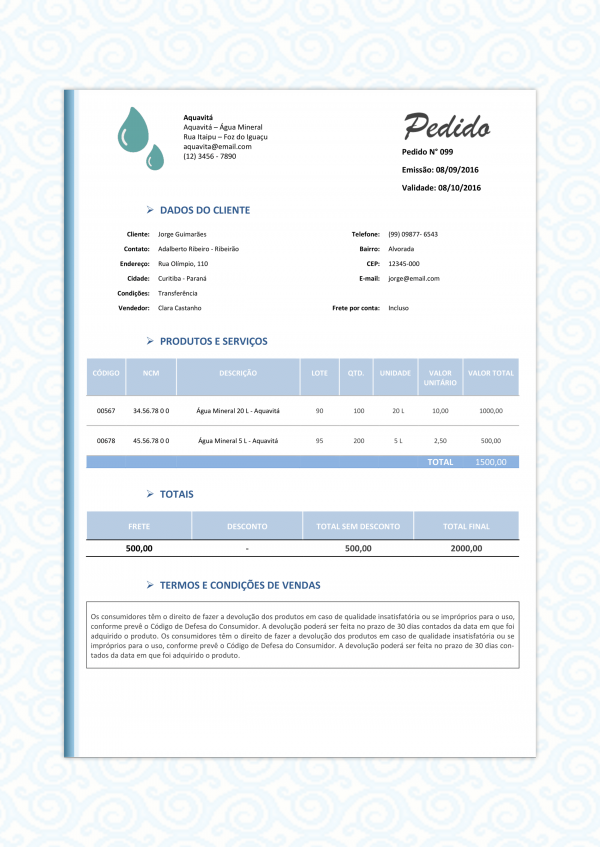 Aquavitá
Aquavitá – Água Mineral
Rua Itaipu – Foz do Iguaçu
aquavita@email.com
(12) 3456 - 7890
Pedido
Pedido N° 099
Emissão: 08/09/2016
Validade: 08/10/2016
DADOS DO CLIENTE
Cliente: Jorge Guimarães Telefone: (99) 09877- 6543
Contato: Adalberto Ribeiro - Ribeirão Bairro: Alvorada
Endereço: Rua Olímpio, 110 CEP: 12345-000
Cidade: Curitiba - Paraná E-mail: jorge@email.com
Condições: Transferência
Vendedor: Clara Castanho Frete por conta: Incluso
PRODUTOS E SERVIÇOS
CÓDIGO NCM DESCRIÇÃO LOTE QTD. UNIDADE VALOR UNITÁRIO VALOR TOTAL
00567 34.56.78 0 0 Água Mineral 20 L - Aquavitá 90 100 20 L 10,00 1000,00
00678 45.56.78 0 0 Água Mineral 5 L - Aquavitá 95 200 5 L 2,50 500,00
TOTAL 1500,00
TOTAIS
FRETE DESCONTO TOTAL SEM DESCONTO TOTAL FINAL
500,00 - 500,00 2000,00
TERMOS E CONDIÇÕES DE VENDAS
Os consumidores têm o direito de fazer a devolução dos produtos em caso de qualidade insatisfatória ou se impróprios para o uso,
conforme prevê o Código de Defesa do Consumidor. A devolução poderá ser feita no prazo de 30 dias contados da data em que foi
adquirido o produto. Os consumidores têm o direito de fazer a devolução dos produtos em caso de qualidade insatisfatória ou se
impróprios para o uso, conforme prevê o Código de Defesa do Consumidor. A devolução poderá ser feita no prazo de 30 dias con-
tados da data em que foi adquirido o produto.